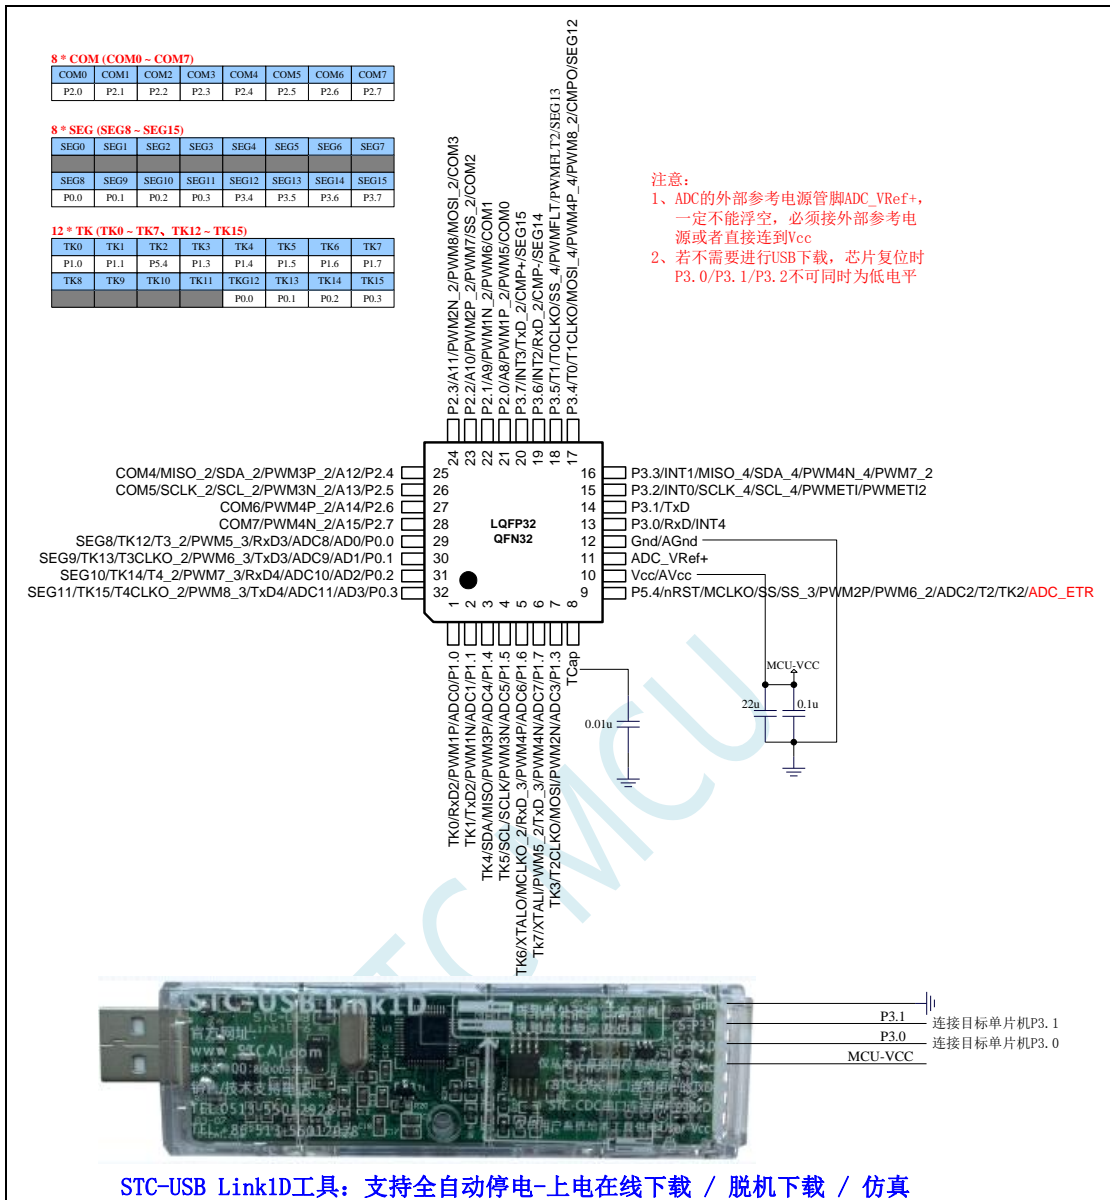 8 * COM (COM0 ~ COM7)
COM0 COM1 COM2 COM3 COM4 COM5 COM6 COM7
P2.0 P2.1 P2.2 P2.3 P2.4 P2.5 P2.6 P2.7
8 * SEG (SEG8 ~ SEG15)
SEG0 SEG1 SEG2 SEG3 SEG4 SEG5 SEG6 SEG7
SEG8 SEG9 SEG10 SEG11 SEG12 SEG13 SEG14 SEG15
P0.0 P0.1 P0.2 P0.3 P3.4 P3.5 P3.6 P3.7
12 * TK (TK0 ~ TK7、TK12 ~ TK15)
TK0 TK1 TK2 TK3 TK4 TK5 TK6 TK7
P1.0 P1.1 P5.4 P1.3 P1.4 P1.5 P1.6 P1.7
TK8 TK9 TK10 TK11 TKG12 TK13 TK14 TK15
P0.0 P0.1 P0.2 P0.3
注意:
1、ADC的外部参考电源管脚ADC_VRef+,
一定不能浮空, 必须接外部参考电
源或者直接连到Vcc
2、若不需要进行USB下载, 芯片复位时
P3.0/P3.1/P3.2不可同时为低电平
P2.3/A11/PWM2N_2/PWM8/MOSI_2/COM3
P2.2/A10/PWM2P_2/PWM7/SS_2/COM2
P2.1/A9/PWM1N_2/PWM6/COM1
P2.0/A8/PWM1P_2/PWM5/COM0
P3.7/INT3/TxD_2/CMP+/SEG15
P3.6/INT2/RxD_2/CMP-/SEG14
P3.5/T1/T0CLKO/SS_4/PWMFLT/PWMFLT2/SEG13
P3.4/T0/T1CLKO/MOSI_4/PWM4P_4/PWM8_2/CMPO/SEG12
24 23 22 21 20 19 18 17
COM4/MISO_2/SDA_2/PWM3P_2/A12/P2.4 25
COM5/SCLK_2/SCL_2/PWM3N_2/A13/P2.5 26
COM6/PWM4P_2/A14/P2.6 27
COM7/PWM4N_2/A15/P2.7 28
SEG8/TK12/T3_2/PWM5_3/RxD3/ADC8/AD0/P0.0 29
SEG9/TK13/T3CLKO_2/PWM6_3/TxD3/ADC9/AD1/P0.1 30
SEG10/TK14/T4_2/PWM7_3/RxD4/ADC10/AD2/P0.2 31
SEG11/TK15/T4CLKO_2/PWM8_3/TxD4/ADC11/AD3/P0.3 32
LQFP32
QFN32
16 P3.3/INT1/MISO_4/SDA_4/PWM4N_4/PWM7_2
15 P3.2/INT0/SCLK_4/SCL_4/PWMETI/PWMETI2
14 P3.1/TxD
13 P3.0/RxD/INT4
12 Gnd/AGnd
11 ADC_VRef+
10 Vcc/AVcc
9 P5.4/nRST/MCLKO/SS/SS_3/PWM2P/PWM6_2/ADC2/T2/TK2/ADC_ETR
1 2 3 4 5 6 7 8
TK0/RxD2/PWM1P/ADC0/P1.0
TK1/TxD2/PWM1N/ADC1/P1.1
TK4/SDA/MISO/PWM3P/ADC4/P1.4
TK5/SCL/SCLK/PWM3N/ADC5/P1.5
TK6/XTALO/MCLKO_2/RxD_3/PWM4P/ADC6/P1.6
Tk7/XTALI/PWM5_2/TxD_3/PWM4N/ADC7/P1.7
TK3/T2CLKO/MOSI/PWM2N/ADC3/P1.3
TCap
MCU-VCC
22u 0.1u
0.01u
STC MCU
STC-USB Link1D
官方网址:
www.STCAI.com
Gnd
P3.1 连接目标单片机P3.1
P3.0 连接目标单片机P3.0
MCU-VCC
TEL:0513-55012928
STC-USB Link1D工具: 支持全自动停电-上电在线下载 / 脱机下载 / 仿真